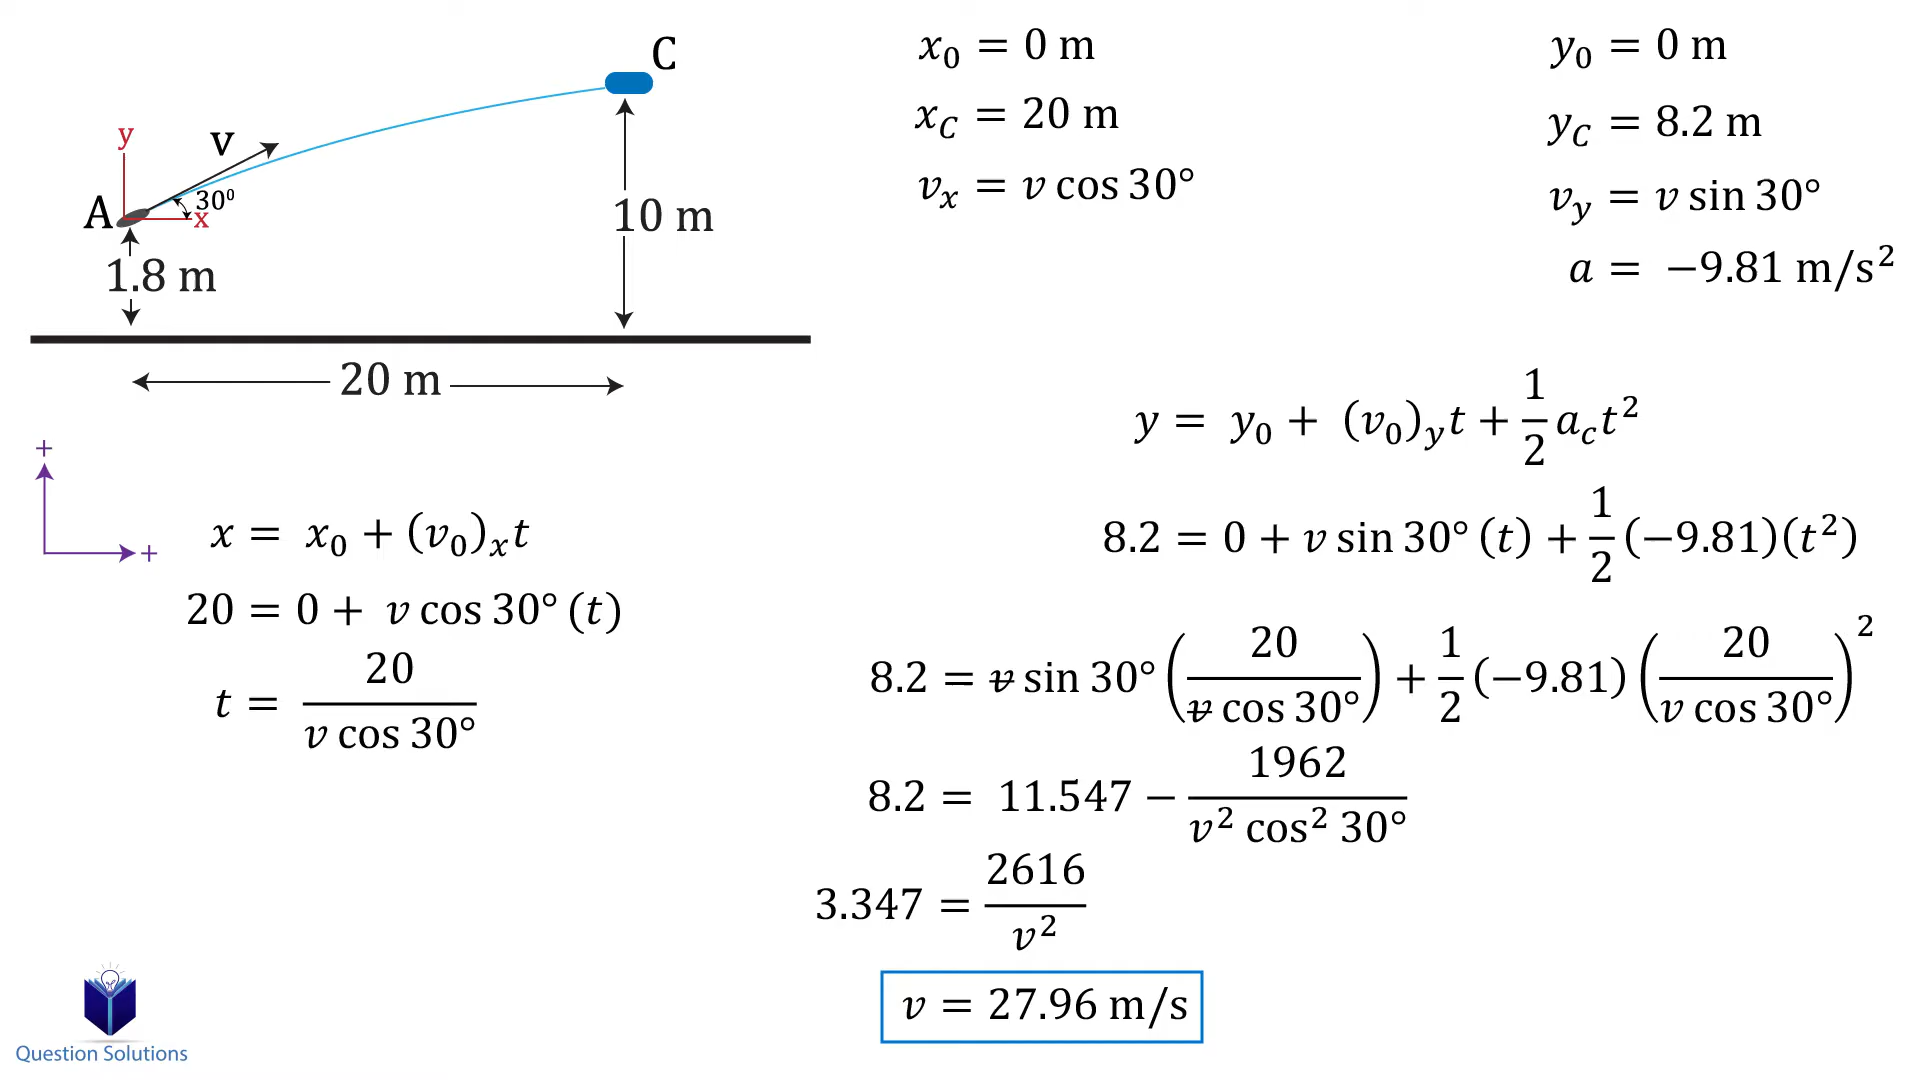 C
y
v
30⁰
A
x
1.8 m
10 m
20 m
+
+
x₀ = 0 m
x_C = 20 m
vₓ = v cos 30°
y₀ = 0 m
y_C = 8.2 m
v_y = v sin 30°
a = −9.81 m/s²
x = x₀ + (v₀)ₓt
20 = 0 + v cos 30° (t)
t = 20/(v cos 30°)
y = y₀ + (v₀)_y t + 1/2 a_c t²
8.2 = 0 + v sin 30° (t) + 1/2 (−9.81)(t²)
8.2 = v sin 30° (20/(v cos 30°)) + 1/2 (−9.81) (20/(v cos 30°))²
8.2 = 11.547 − 1962/(v² cos² 30°)
3.347 = 2616/v²
v = 27.96 m/s
Question Solutions